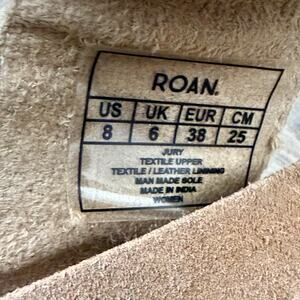 ROAN.
US UK EUR CM
8 6 38 25
JURY
TEXTILE UPPER
TEXTILE / LEATHER LINING
MAN MADE SOLE
MADE IN INDIA
WOMEN